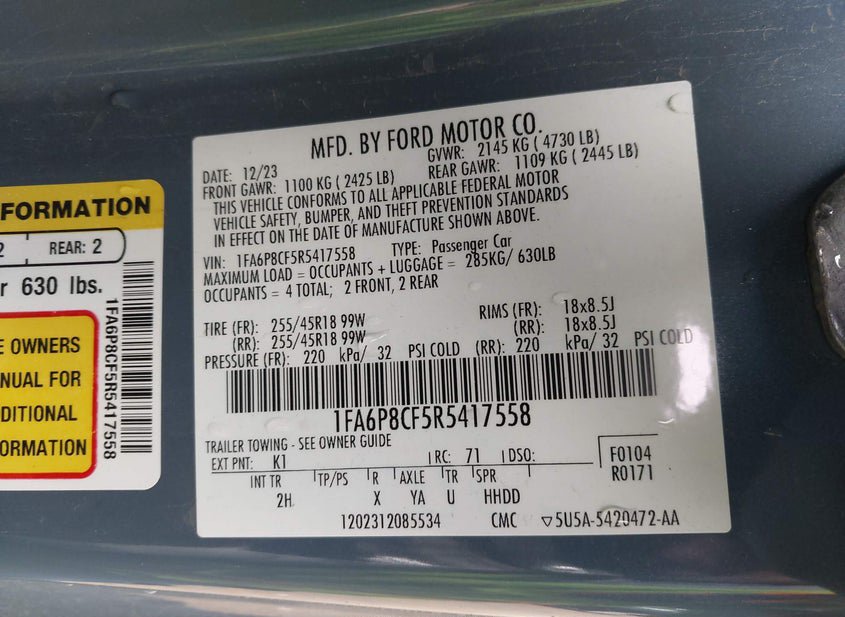 FORMATION
2 REAR: 2
r 630 lbs.
E OWNERS
NUAL FOR
DITIONAL
ORMATION
1FA6P8CF5R5417558
MFD. BY FORD MOTOR CO.
DATE: 12/23 GVWR: 2145 KG ( 4730 LB)
FRONT GAWR: 1100 KG ( 2425 LB) REAR GAWR: 1109 KG ( 2445 LB)
THIS VEHICLE CONFORMS TO ALL APPLICABLE FEDERAL MOTOR
VEHICLE SAFETY, BUMPER, AND THEFT PREVENTION STANDARDS
IN EFFECT ON THE DATE OF MANUFACTURE SHOWN ABOVE.
VIN: 1FA6P8CF5R5417558 TYPE: Passenger Car
MAXIMUM LOAD = OCCUPANTS + LUGGAGE = 285KG/ 630LB
OCCUPANTS = 4 TOTAL; 2 FRONT, 2 REAR
TIRE (FR): 255/45R18 99W RIMS (FR): 18x8.5J
(RR): 255/45R18 99W (RR): 18x8.5J
PRESSURE (FR): 220 kPa/ 32 PSI COLD (RR): 220 kPa/ 32 PSI COLD
1FA6P8CF5R5417558
TRAILER TOWING - SEE OWNER GUIDE
EXT PNT: K1 RC: 71 DSO: F0104
R0171
INT TR TP/PS R AXLE TR SPR
2H X YA U HHDD
1202312085534 CMC ▽5U5A-5420472-AA